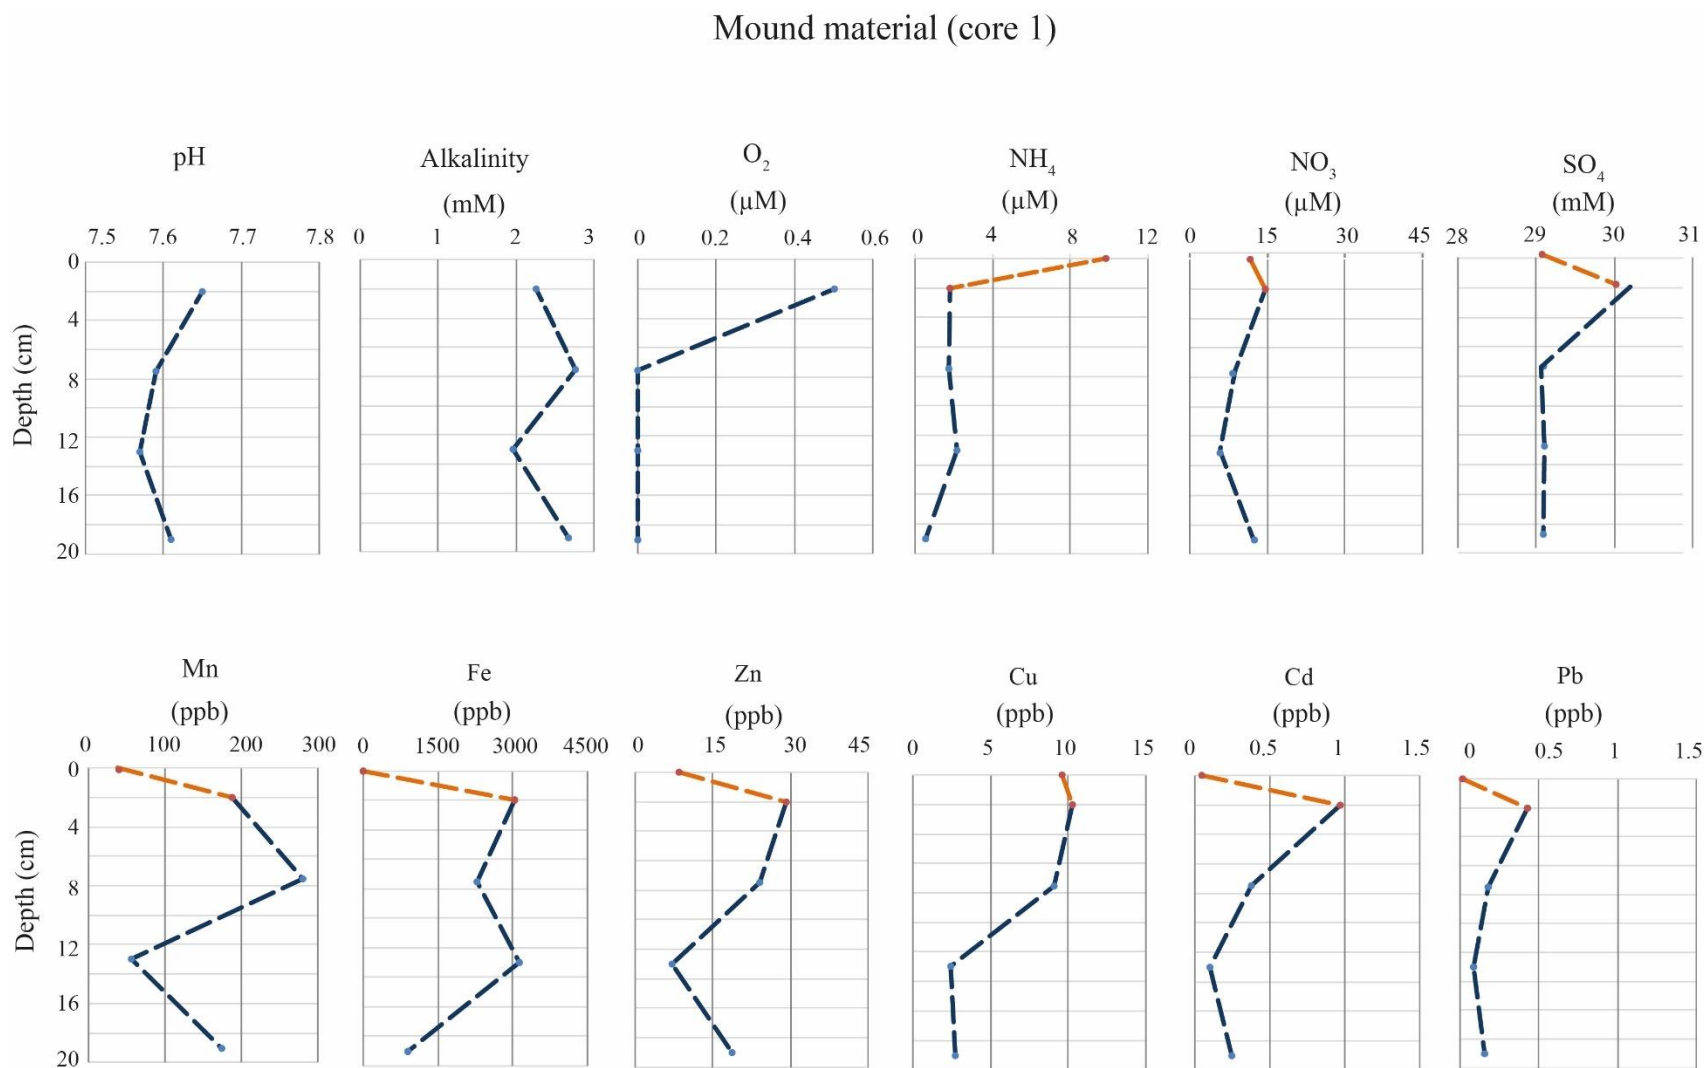 Mound material (core 1)
pH Alkalinity O₂ NH₄ NO₃ SO₄
(mM) (µM) (µM) (µM) (mM)
7.5 7.6 7.7 7.8 0 1 2 3 0 0.2 0.4 0.6 0 4 8 12 0 15 30 45 28 29 30 31
0
4
8
12
16
20
Depth (cm)
Mn Fe Zn Cu Cd Pb
(ppb) (ppb) (ppb) (ppb) (ppb) (ppb)
0 100 200 300 0 1500 3000 4500 0 15 30 45 0 5 10 15 0 0.5 1 1.5 0 0.5 1 1.5
0
4
8
12
16
20
Depth (cm)